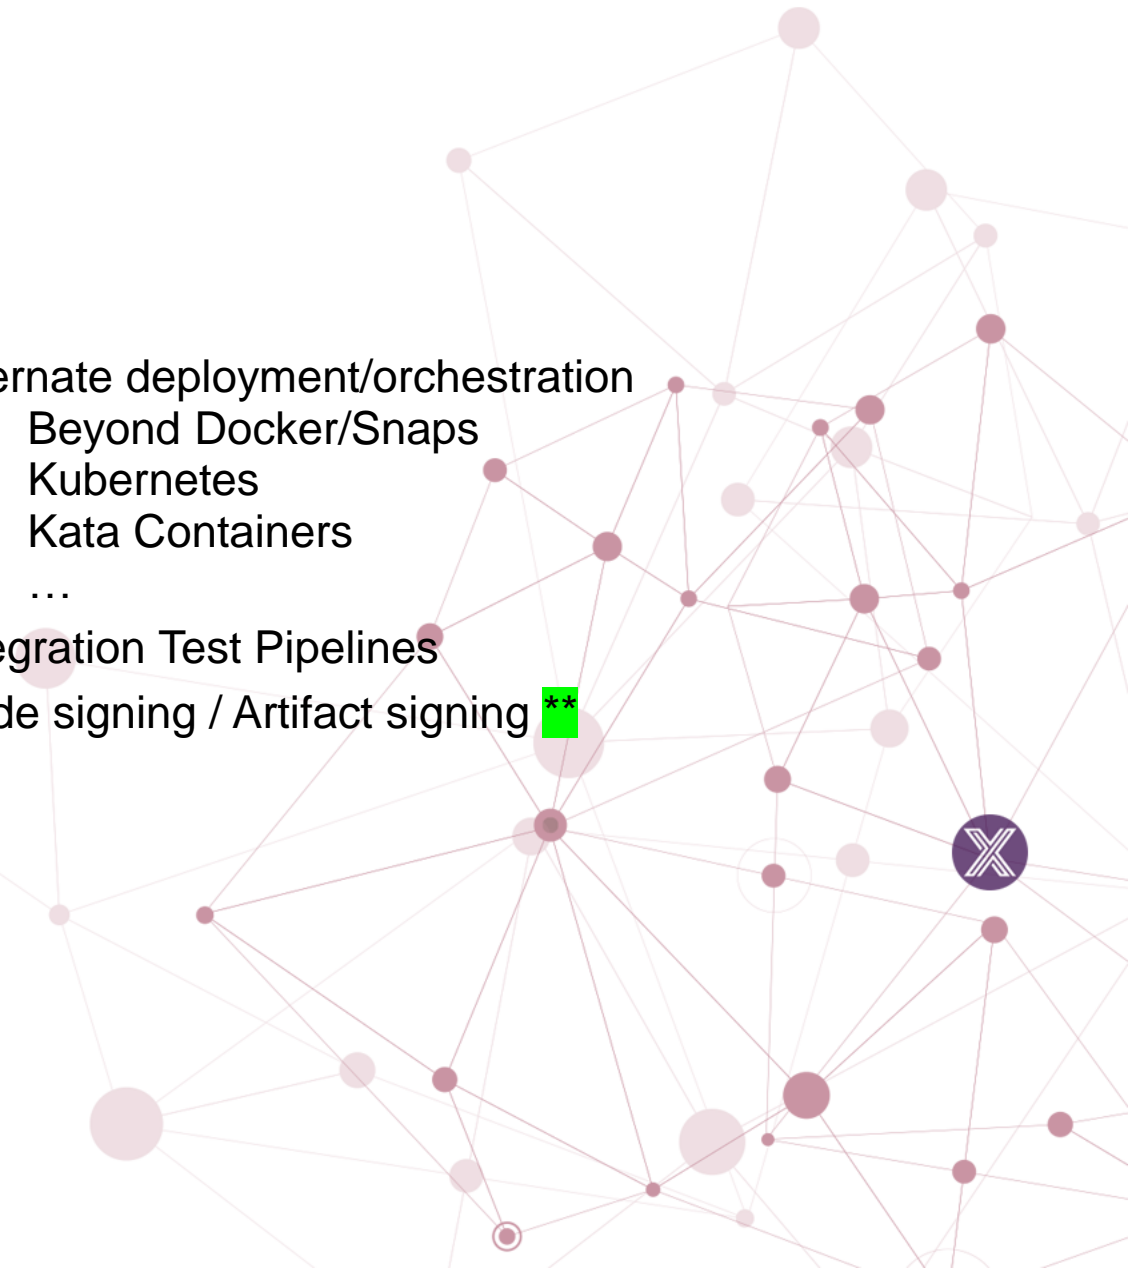 ernate deployment/orchestration
Beyond Docker/Snaps
Kubernetes
Kata Containers
…
egration Test Pipelines
de signing / Artifact signing **